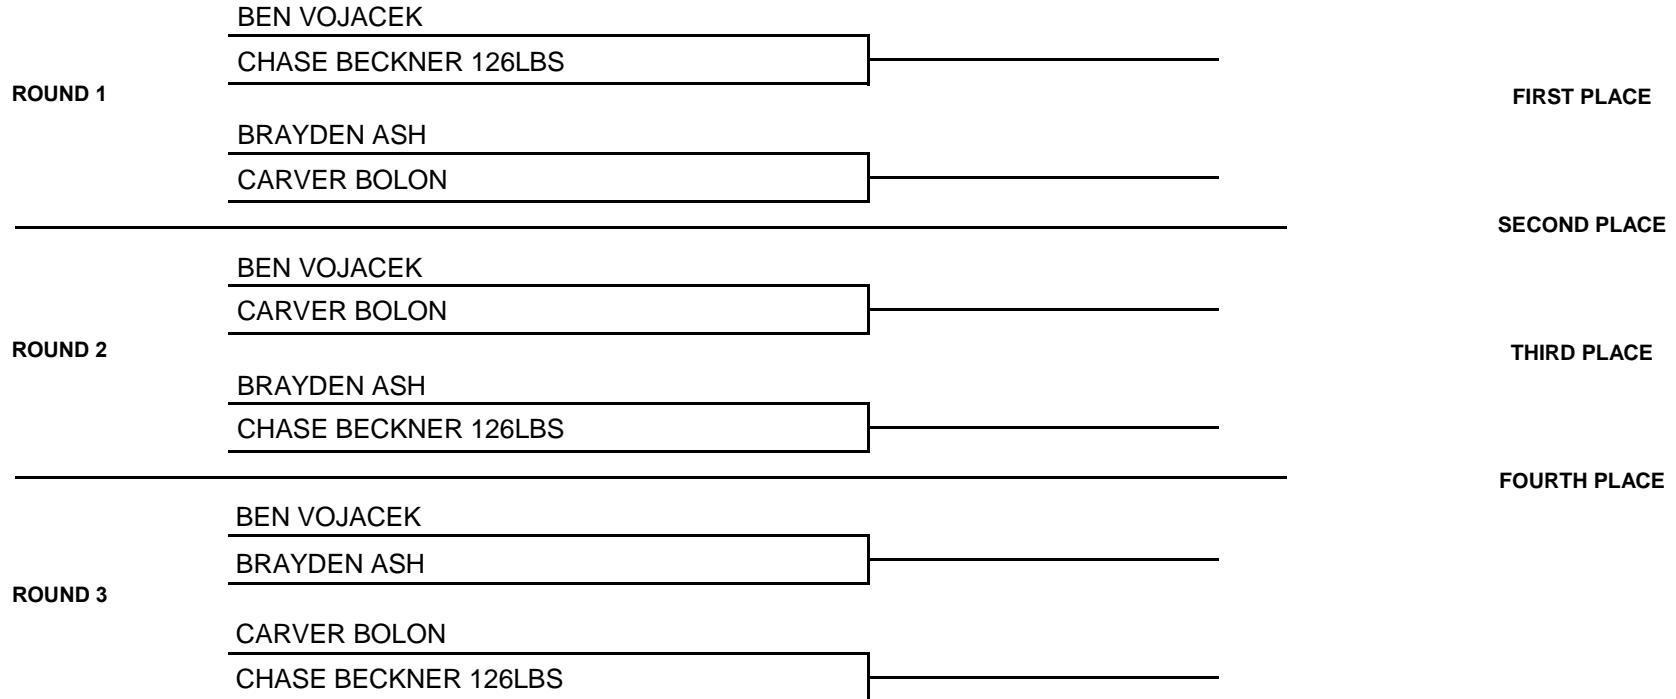 BEN VOJACEK
CHASE BECKNER 126LBS
ROUND 1
FIRST PLACE
BRAYDEN ASH
CARVER BOLON
SECOND PLACE
BEN VOJACEK
CARVER BOLON
ROUND 2
THIRD PLACE
BRAYDEN ASH
CHASE BECKNER 126LBS
FOURTH PLACE
BEN VOJACEK
BRAYDEN ASH
ROUND 3
CARVER BOLON
CHASE BECKNER 126LBS